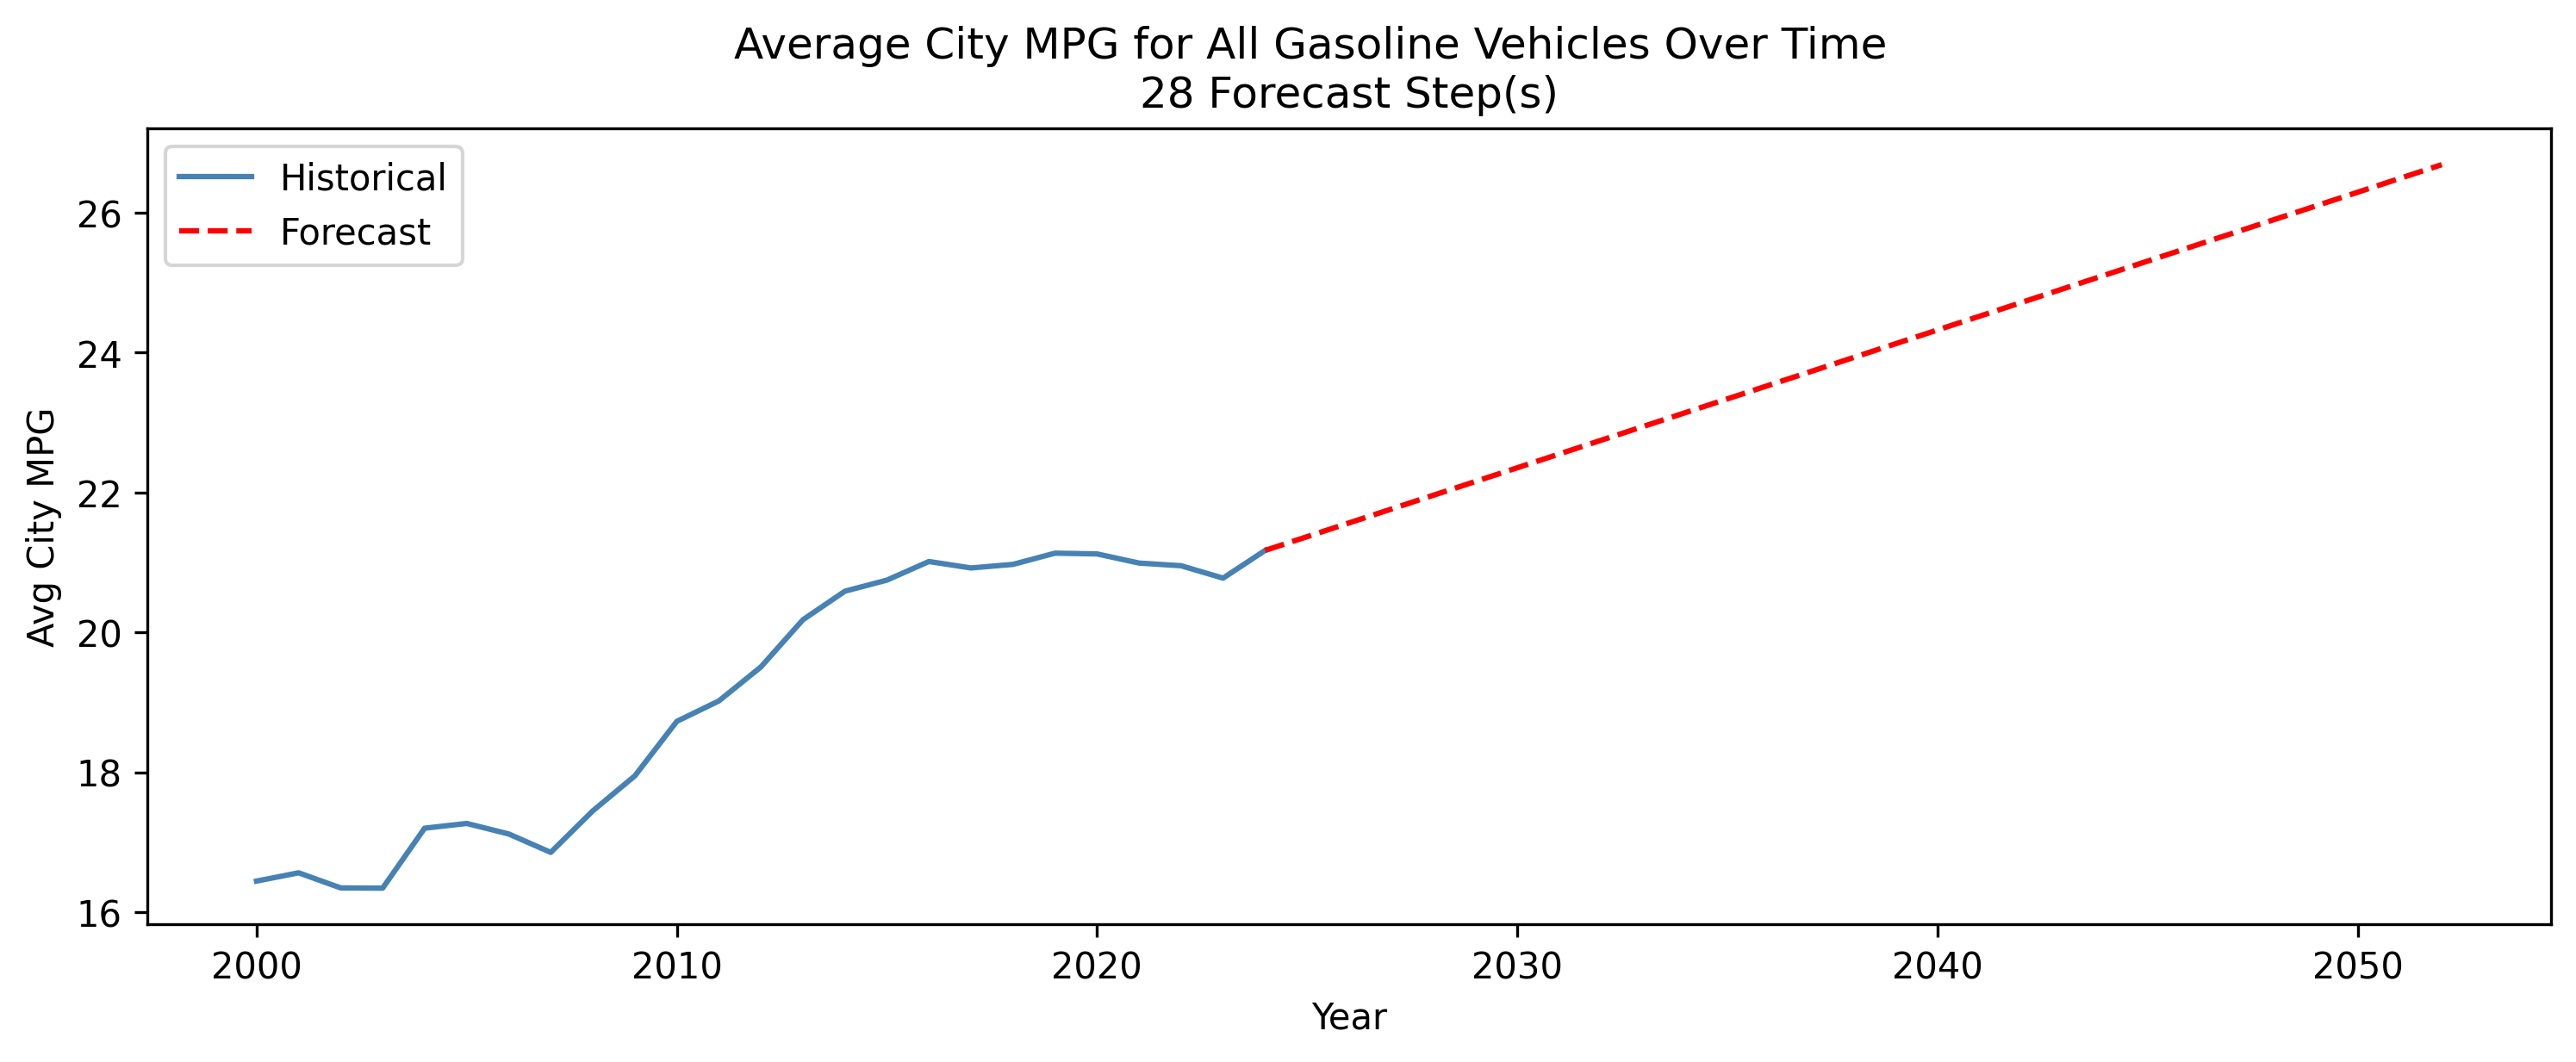 Average City MPG for All Gasoline Vehicles Over Time
28 Forecast Step(s)
Historical
Forecast
Avg City MPG
26
24
22
20
18
16
2000
2010
2020
2030
2040
2050
Year